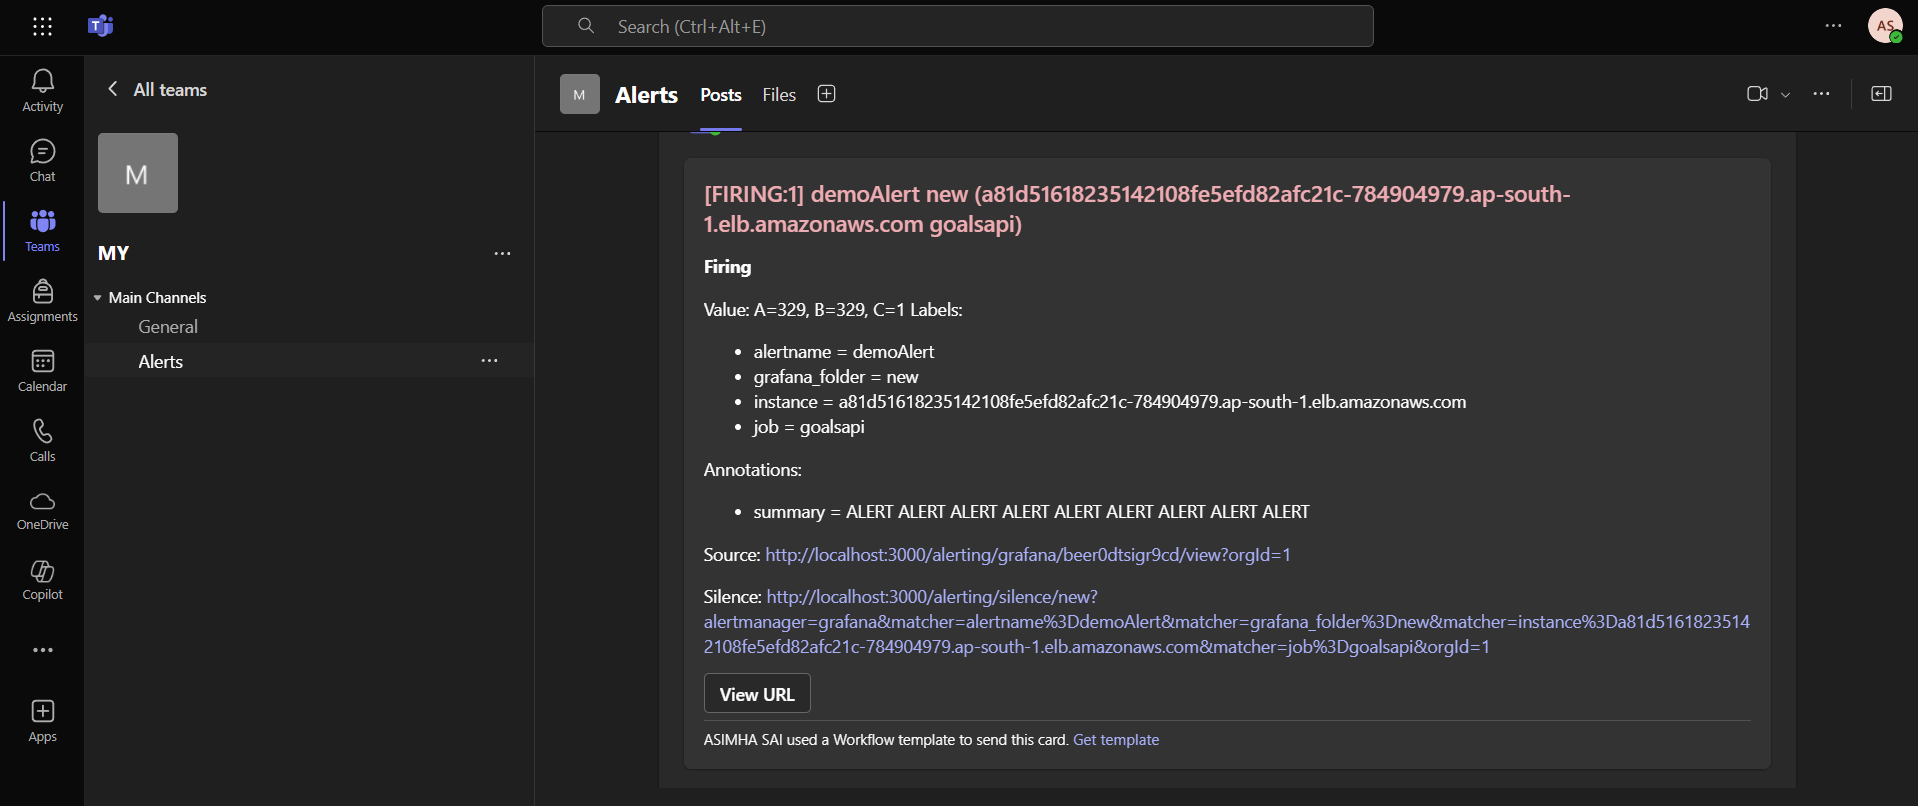 Search (Ctrl+Alt+E)
AS
Activity
Chat
Teams
Assignments
Calendar
Calls
OneDrive
Copilot
Apps
All teams
M
MY
Main Channels
General
Alerts
M
Alerts
Posts
Files
[FIRING:1] demoAlert new (a81d51618235142108fe5efd82afc21c-784904979.ap-south-
1.elb.amazonaws.com goalsapi)
Firing
Value: A=329, B=329, C=1 Labels:
• alertname = demoAlert
• grafana_folder = new
• instance = a81d51618235142108fe5efd82afc21c-784904979.ap-south-1.elb.amazonaws.com
• job = goalsapi
Annotations:
• summary = ALERT ALERT ALERT ALERT ALERT ALERT ALERT ALERT ALERT
Source: http://localhost:3000/alerting/grafana/beer0dtsigr9cd/view?orgId=1
Silence: http://localhost:3000/alerting/silence/new?
alertmanager=grafana&matcher=alertname%3DdemoAlert&matcher=grafana_folder%3Dnew&matcher=instance%3Da81d5161823514
2108fe5efd82afc21c-784904979.ap-south-1.elb.amazonaws.com&matcher=job%3Dgoalsapi&orgId=1
View URL
ASIMHA SAI used a Workflow template to send this card. Get template